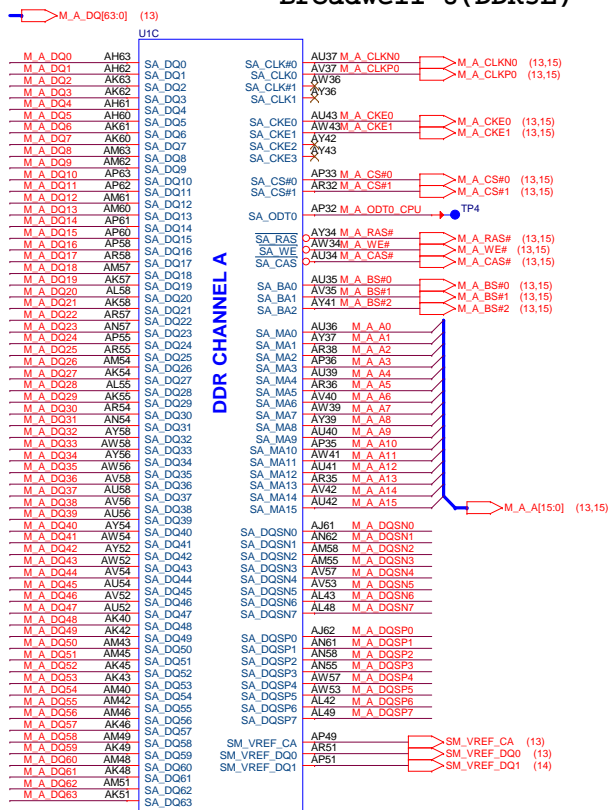 Broadwell U(DDR3L)
M_A_DQ[63:0] (13)
U1C
M_A_DQ0 AH63 SA_DQ0
M_A_DQ1 AH62 SA_DQ1
M_A_DQ2 AK63 SA_DQ2
M_A_DQ3 AK62 SA_DQ3
M_A_DQ4 AH61 SA_DQ4
M_A_DQ5 AH60 SA_DQ5
M_A_DQ6 AK61 SA_DQ6
M_A_DQ7 AK60 SA_DQ7
M_A_DQ8 AM63 SA_DQ8
M_A_DQ9 AM62 SA_DQ9
M_A_DQ10 AP63 SA_DQ10
M_A_DQ11 AP62 SA_DQ11
M_A_DQ12 AM61 SA_DQ12
M_A_DQ13 AM60 SA_DQ13
M_A_DQ14 AP61 SA_DQ14
M_A_DQ15 AP60 SA_DQ15
M_A_DQ16 AP58 SA_DQ16
M_A_DQ17 AR58 SA_DQ17
M_A_DQ18 AM57 SA_DQ18
M_A_DQ19 AK57 SA_DQ19
M_A_DQ20 AL58 SA_DQ20
M_A_DQ21 AK58 SA_DQ21
M_A_DQ22 AR57 SA_DQ22
M_A_DQ23 AN57 SA_DQ23
M_A_DQ24 AP55 SA_DQ24
M_A_DQ25 AR55 SA_DQ25
M_A_DQ26 AM54 SA_DQ26
M_A_DQ27 AK54 SA_DQ27
M_A_DQ28 AL55 SA_DQ28
M_A_DQ29 AK55 SA_DQ29
M_A_DQ30 AR54 SA_DQ30
M_A_DQ31 AN54 SA_DQ31
M_A_DQ32 AY58 SA_DQ32
M_A_DQ33 AW58 SA_DQ33
M_A_DQ34 AY56 SA_DQ34
M_A_DQ35 AW56 SA_DQ35
M_A_DQ36 AV58 SA_DQ36
M_A_DQ37 AU58 SA_DQ37
M_A_DQ38 AV56 SA_DQ38
M_A_DQ39 AU56 SA_DQ39
M_A_DQ40 AY54 SA_DQ40
M_A_DQ41 AW54 SA_DQ41
M_A_DQ42 AY52 SA_DQ42
M_A_DQ43 AW52 SA_DQ43
M_A_DQ44 AV54 SA_DQ44
M_A_DQ45 AU54 SA_DQ45
M_A_DQ46 AV52 SA_DQ46
M_A_DQ47 AU52 SA_DQ47
M_A_DQ48 AK40 SA_DQ48
M_A_DQ49 AK42 SA_DQ49
M_A_DQ50 AM43 SA_DQ50
M_A_DQ51 AM45 SA_DQ51
M_A_DQ52 AK45 SA_DQ52
M_A_DQ53 AK43 SA_DQ53
M_A_DQ54 AM40 SA_DQ54
M_A_DQ55 AM42 SA_DQ55
M_A_DQ56 AM46 SA_DQ56
M_A_DQ57 AK46 SA_DQ57
M_A_DQ58 AM49 SA_DQ58
M_A_DQ59 AK49 SA_DQ59
M_A_DQ60 AM48 SA_DQ60
M_A_DQ61 AK48 SA_DQ61
M_A_DQ62 AM51 SA_DQ62
M_A_DQ63 AK51 SA_DQ63
DDR CHANNEL A
SA_CLK#0 AU37 M_A_CLKN0 M_A_CLKN0 (13,15)
SA_CLK0 AV37 M_A_CLKP0 M_A_CLKP0 (13,15)
SA_CLK#1 AW36
SA_CLK1 AY36
SA_CKE0 AU43 M_A_CKE0 M_A_CKE0 (13,15)
SA_CKE1 AW43 M_A_CKE1 M_A_CKE1 (13,15)
SA_CKE2 AY42
SA_CKE3 AY43
SA_CS#0 AP33 M_A_CS#0 M_A_CS#0 (13,15)
SA_CS#1 AR32 M_A_CS#1 M_A_CS#1 (13,15)
SA_ODT0 AP32 M_A_ODT0_CPU TP4
SA_RAS AY34 M_A_RAS# M_A_RAS# (13,15)
SA_WE AW34 M_A_WE# M_A_WE# (13,15)
SA_CAS AU34 M_A_CAS# M_A_CAS# (13,15)
SA_BA0 AU35 M_A_BS#0 M_A_BS#0 (13,15)
SA_BA1 AV35 M_A_BS#1 M_A_BS#1 (13,15)
SA_BA2 AY41 M_A_BS#2 M_A_BS#2 (13,15)
SA_MA0 AU36 M_A_A0
SA_MA1 AY37 M_A_A1
SA_MA2 AR38 M_A_A2
SA_MA3 AP36 M_A_A3
SA_MA4 AU39 M_A_A4
SA_MA5 AR36 M_A_A5
SA_MA6 AV40 M_A_A6
SA_MA7 AW39 M_A_A7
SA_MA8 AY39 M_A_A8
SA_MA9 AU40 M_A_A9
SA_MA10 AP35 M_A_A10
SA_MA11 AW41 M_A_A11
SA_MA12 AU41 M_A_A12
SA_MA13 AR35 M_A_A13
SA_MA14 AV42 M_A_A14
SA_MA15 AU42 M_A_A15
M_A_A[15:0] (13,15)
SA_DQSN0 AJ61 M_A_DQSN0
SA_DQSN1 AN62 M_A_DQSN1
SA_DQSN2 AM58 M_A_DQSN2
SA_DQSN3 AM55 M_A_DQSN3
SA_DQSN4 AV57 M_A_DQSN4
SA_DQSN5 AV53 M_A_DQSN5
SA_DQSN6 AL43 M_A_DQSN6
SA_DQSN7 AL48 M_A_DQSN7
SA_DQSP0 AJ62 M_A_DQSP0
SA_DQSP1 AN61 M_A_DQSP1
SA_DQSP2 AN58 M_A_DQSP2
SA_DQSP3 AN55 M_A_DQSP3
SA_DQSP4 AW57 M_A_DQSP4
SA_DQSP5 AW53 M_A_DQSP5
SA_DQSP6 AL42 M_A_DQSP6
SA_DQSP7 AL49 M_A_DQSP7
SM_VREF_CA AP49 SM_VREF_CA (13)
SM_VREF_DQ0 AR51 SM_VREF_DQ0 (13)
SM_VREF_DQ1 AP51 SM_VREF_DQ1 (14)